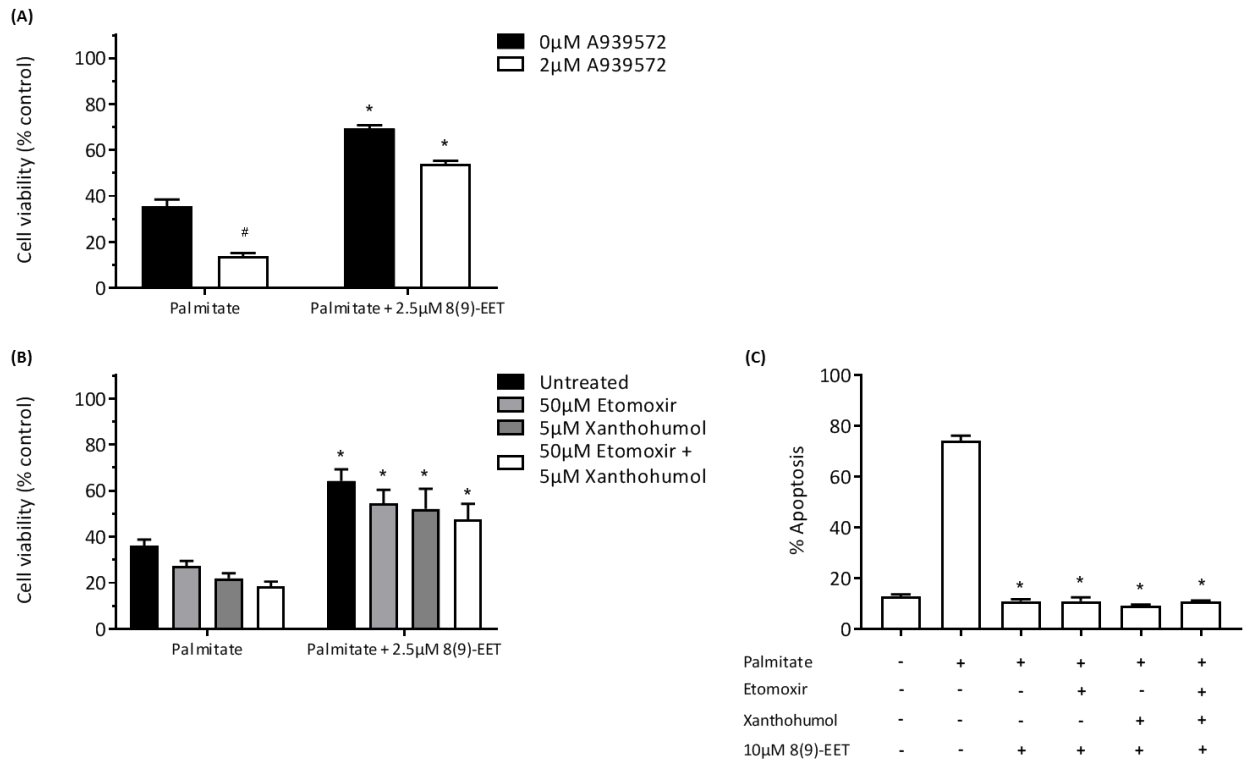 (A)
Cell viability (% control)
100
80
60
40
20
0
#
*
*
Palmitate
Palmitate + 2.5µM 8(9)-EET
0µM A939572
2µM A939572
(B)
Cell viability (% control)
100
80
60
40
20
0
*
*
*
*
Palmitate
Palmitate + 2.5µM 8(9)-EET
Untreated
50µM Etomoxir
5µM Xanthohumol
50µM Etomoxir +
5µM Xanthohumol
(C)
% Apoptosis
100
80
60
40
20
0
*
*
*
*
Palmitate - + + + + +
Etomoxir - - - + - +
Xanthohumol - - - - + +
10µM 8(9)-EET - - + + + +